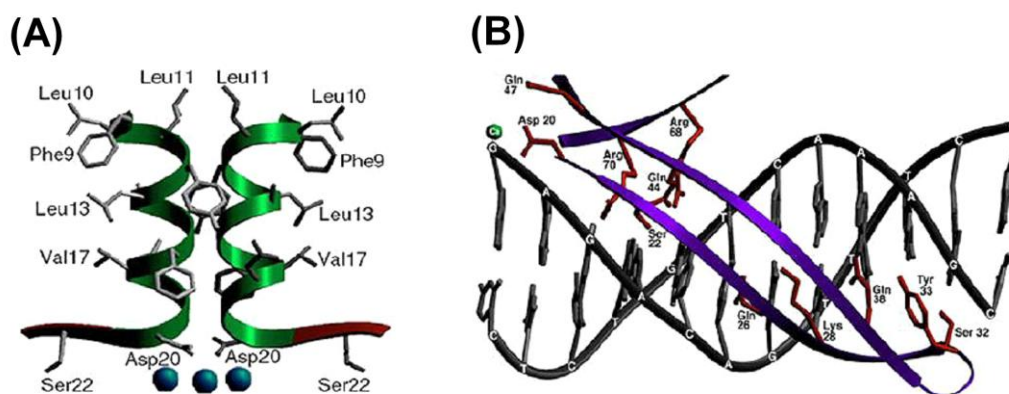 (A)
(B)
Leu11 Leu11
Leu10 Leu10
Phe9 Phe9
Leu13 Leu13
Val17 Val17
Asp20 Asp20
Ser22 Ser22
Gln
47
Asp 20
Arg
68
Arg
70
Gln
44
Ser
22
Gln
26
Lys
28
Gln
38
Tyr
33
Ser 32
G A G A C A G
C T C T G T C A A T A G C
T C